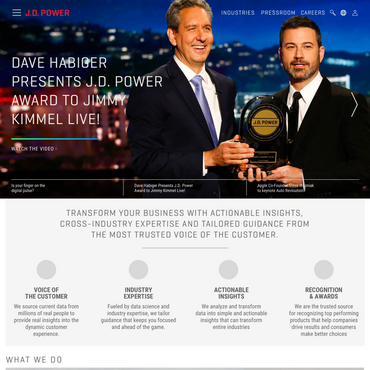 J.D. POWER
INDUSTRIES PRESSROOM CAREERS
DAVE HABIGER
PRESENTS J.D. POWER
AWARD TO JIMMY
KIMMEL LIVE!
J.D. POWER
WATCH THE VIDEO ›
Is your finger on the
digital pulse?
Dave Habiger Presents J.D. Power
Award to Jimmy Kimmel Live!
Apple Co-Founder
to keynote Auto Revolution
TRANSFORM YOUR BUSINESS WITH ACTIONABLE INSIGHTS,
CROSS-INDUSTRY EXPERTISE AND TAILORED GUIDANCE FROM
THE MOST TRUSTED VOICE OF THE CUSTOMER.
VOICE OF
THE CUSTOMER
We source current data from
millions of real people to
provide real insights into the
dynamic customer
experience.
INDUSTRY
EXPERTISE
Fueled by data science and
industry expertise, we tailor
guidance that keeps you focused
and ahead of the game.
ACTIONABLE
INSIGHTS
We analyze and transform
data into simple and actionable
insights that can transform
entire industries
RECOGNITION
& AWARDS
We are the trusted source
for recognizing top performing
products that help companies
drive results and consumers
make better choices
WHAT WE DO